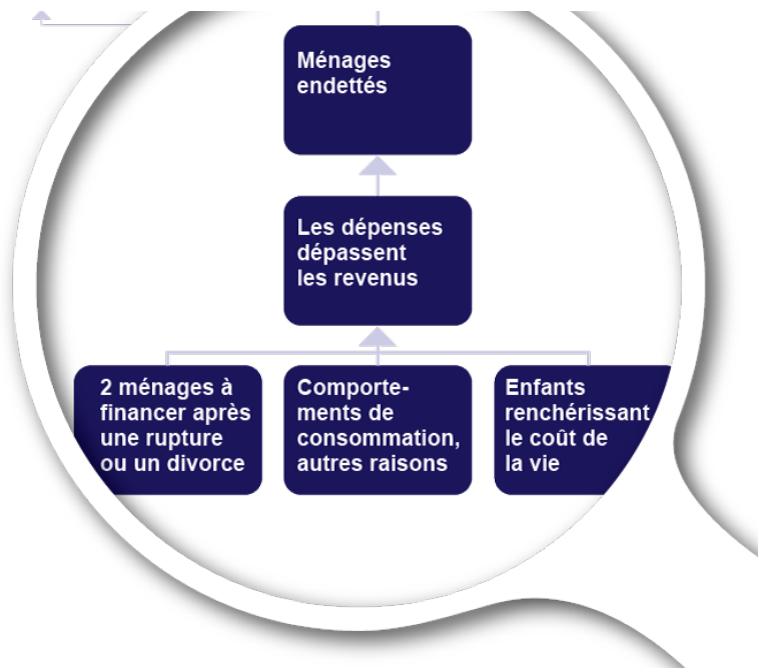 Ménages
endettés
Les dépenses
dépassent
les revenus
2 ménages à
financer après
une rupture
ou un divorce
Comporte-
ments de
consommation,
autres raisons
Enfants
renchérissant
le coût de
la vie